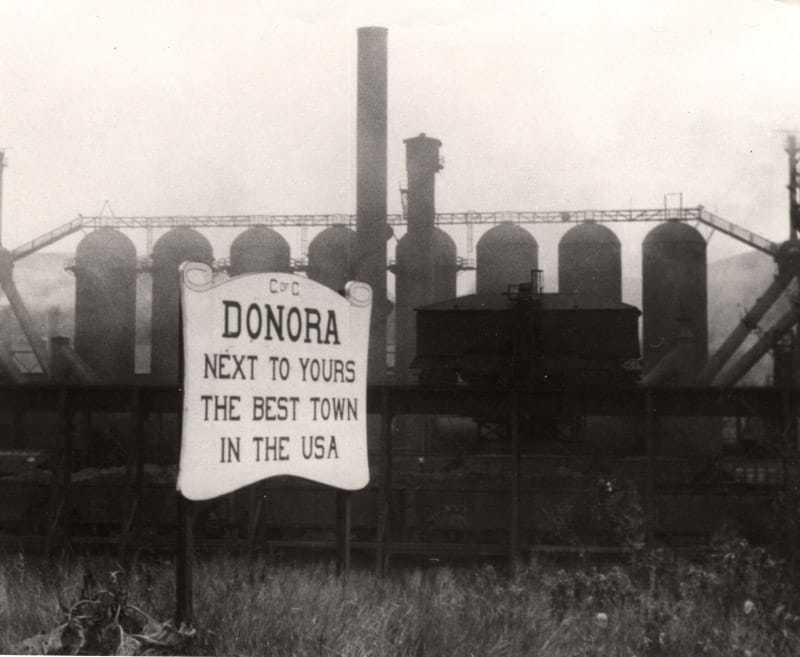 C. OF C.
DONORA
NEXT TO YOURS
THE BEST TOWN
IN THE USA